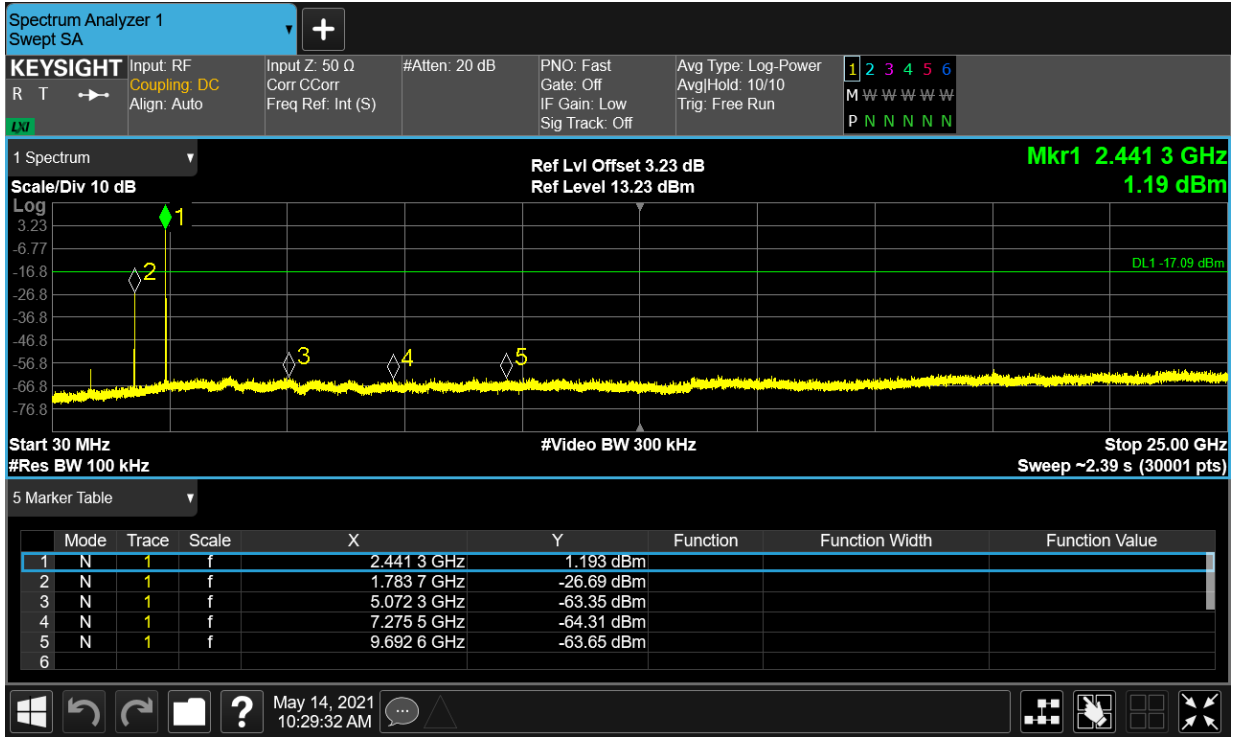 Spectrum Analyzer 1
Swept SA
KEYSIGHT
R T
LXI
Input: RF
Coupling: DC
Align: Auto
Input Z: 50 Ω
Corr CCorr
Freq Ref: Int (S)
#Atten: 20 dB
PNO: Fast
Gate: Off
IF Gain: Low
Sig Track: Off
Avg Type: Log-Power
Avg|Hold: 10/10
Trig: Free Run
1 2 3 4 5 6
M W W W W W
P N N N N N
1 Spectrum
Scale/Div 10 dB
Ref Lvl Offset 3.23 dB
Ref Level 13.23 dBm
Mkr1 2.441 3 GHz
1.19 dBm
Log
3.23
-6.77
-16.8
-26.8
-36.8
-46.8
-56.8
-66.8
-76.8
1
2
3
4
5
DL1 -17.09 dBm
Start 30 MHz
#Video BW 300 kHz
Stop 25.00 GHz
#Res BW 100 kHz
Sweep ~2.39 s (30001 pts)
5 Marker Table
Mode Trace Scale X Y Function Function Width Function Value
1 N 1 f 2.441 3 GHz 1.193 dBm
2 N 1 f 1.783 7 GHz -26.69 dBm
3 N 1 f 5.072 3 GHz -63.35 dBm
4 N 1 f 7.275 5 GHz -64.31 dBm
5 N 1 f 9.692 6 GHz -63.65 dBm
6
?
May 14, 2021
10:29:32 AM